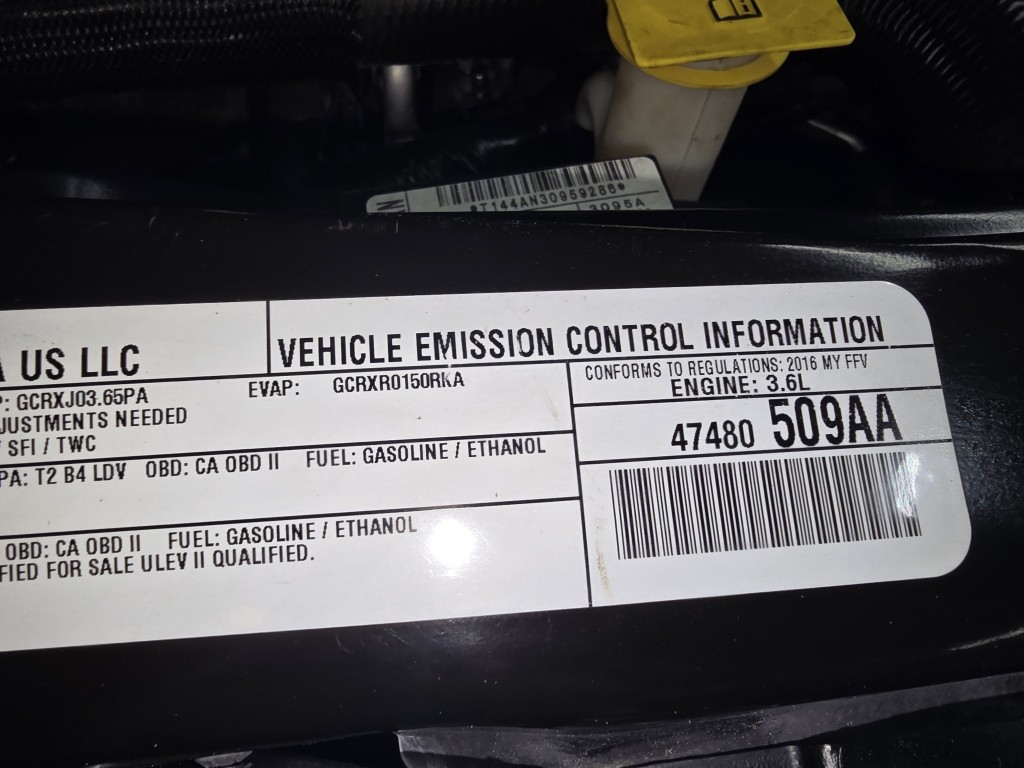 *T144AN30959286*
3095A
US LLC
VEHICLE EMISSION CONTROL INFORMATION
: GCRXJ03.65PA EVAP: GCRXR0150RKA
CONFORMS TO REGULATIONS: 2016 MY FFV
ENGINE: 3.6L
JUSTMENTS NEEDED
/ SFI / TWC
47480 509AA
PA: T2 B4 LDV OBD: CA OBD II FUEL: GASOLINE / ETHANOL
OBD: CA OBD II FUEL: GASOLINE / ETHANOL
FIED FOR SALE ULEV II QUALIFIED.